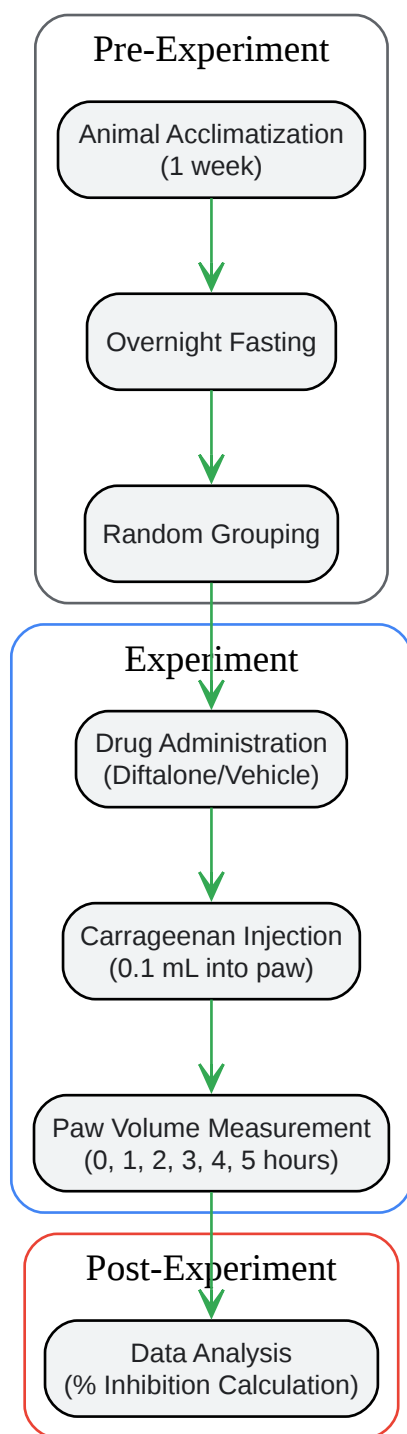 Pre-Experiment
Animal Acclimatization
(1 week)
Overnight Fasting
Random Grouping
Experiment
Drug Administration
(Diftalone/Vehicle)
Carrageenan Injection
(0.1 mL into paw)
Paw Volume Measurement
(0, 1, 2, 3, 4, 5 hours)
Post-Experiment
Data Analysis
(% Inhibition Calculation)